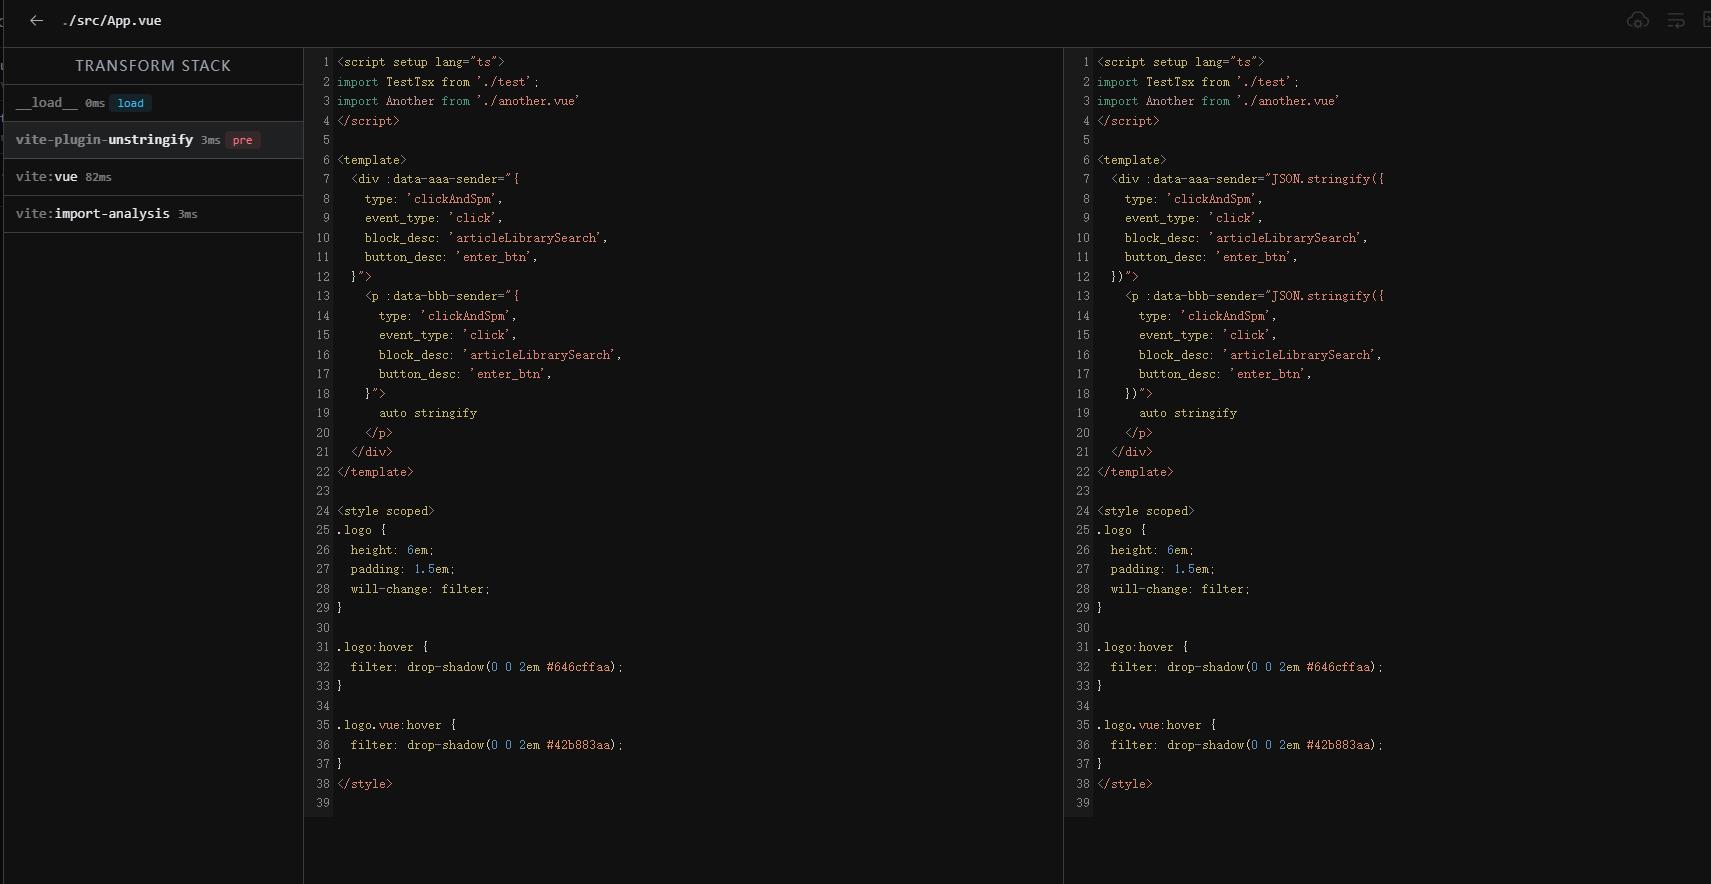 ./src/App.vue
TRANSFORM STACK
__load__ 0ms load
vite-plugin-unstringify 3ms pre
vite:vue 82ms
vite:import-analysis 3ms
1 <script setup lang="ts">
2 import TestTsx from './test';
3 import Another from './another.vue'
4 </script>
5
6 <template>
7   <div :data-aaa-sender="{
8     type: 'clickAndSpm',
9     event_type: 'click',
10     block_desc: 'articleLibrarySearch',
11     button_desc: 'enter_btn',
12   }">
13     <p :data-bbb-sender="{
14       type: 'clickAndSpm',
15       event_type: 'click',
16       block_desc: 'articleLibrarySearch',
17       button_desc: 'enter_btn',
18     }">
19       auto stringify
20     </p>
21   </div>
22 </template>
23
24 <style scoped>
25 .logo {
26   height: 6em;
27   padding: 1.5em;
28   will-change: filter;
29 }
30
31 .logo:hover {
32   filter: drop-shadow(0 0 2em #646cffaa);
33 }
34
35 .logo.vue:hover {
36   filter: drop-shadow(0 0 2em #42b883aa);
37 }
38 </style>
39
1 <script setup lang="ts">
2 import TestTsx from './test';
3 import Another from './another.vue'
4 </script>
5
6 <template>
7   <div :data-aaa-sender="JSON.stringify({
8     type: 'clickAndSpm',
9     event_type: 'click',
10     block_desc: 'articleLibrarySearch',
11     button_desc: 'enter_btn',
12   })">
13     <p :data-bbb-sender="JSON.stringify({
14       type: 'clickAndSpm',
15       event_type: 'click',
16       block_desc: 'articleLibrarySearch',
17       button_desc: 'enter_btn',
18     })">
19       auto stringify
20     </p>
21   </div>
22 </template>
23
24 <style scoped>
25 .logo {
26   height: 6em;
27   padding: 1.5em;
28   will-change: filter;
29 }
30
31 .logo:hover {
32   filter: drop-shadow(0 0 2em #646cffaa);
33 }
34
35 .logo.vue:hover {
36   filter: drop-shadow(0 0 2em #42b883aa);
37 }
38 </style>
39